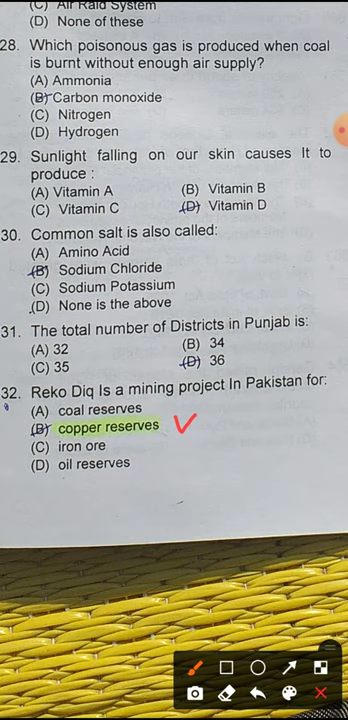 (C) Air Raid System
(D) None of these
28. Which poisonous gas is produced when coal
is burnt without enough air supply?
(A) Ammonia
(B) Carbon monoxide
(C) Nitrogen
(D) Hydrogen
29. Sunlight falling on our skin causes It to
produce :
(A) Vitamin A (B) Vitamin B
(C) Vitamin C (D) Vitamin D
30. Common salt is also called:
(A) Amino Acid
(B) Sodium Chloride
(C) Sodium Potassium
(D) None is the above
31. The total number of Districts in Punjab is:
(A) 32 (B) 34
(C) 35 (D) 36
32. Reko Diq Is a mining project In Pakistan for:
(A) coal reserves
(B) copper reserves
(C) iron ore
(D) oil reserves